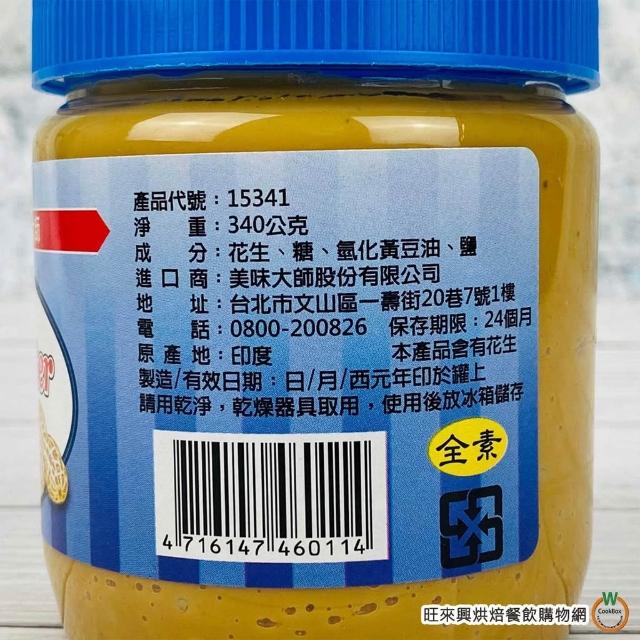 產品代號：15341
淨　　重：340公克
成　　分：花生、糖、氫化黃豆油、鹽
進 口 商：美味大師股份有限公司
地　　址：台北市文山區一壽街20巷7號1樓
電　　話：0800-200826 保存期限：24個月
原 產 地：印度 本產品含有花生
製造/有效日期：日/月/西元年印於罐上
請用乾淨，乾燥器具取用，使用後放冰箱儲存
師
er
全素
4 716147 460114
旺來興烘焙餐飲購物網
W
CookBox